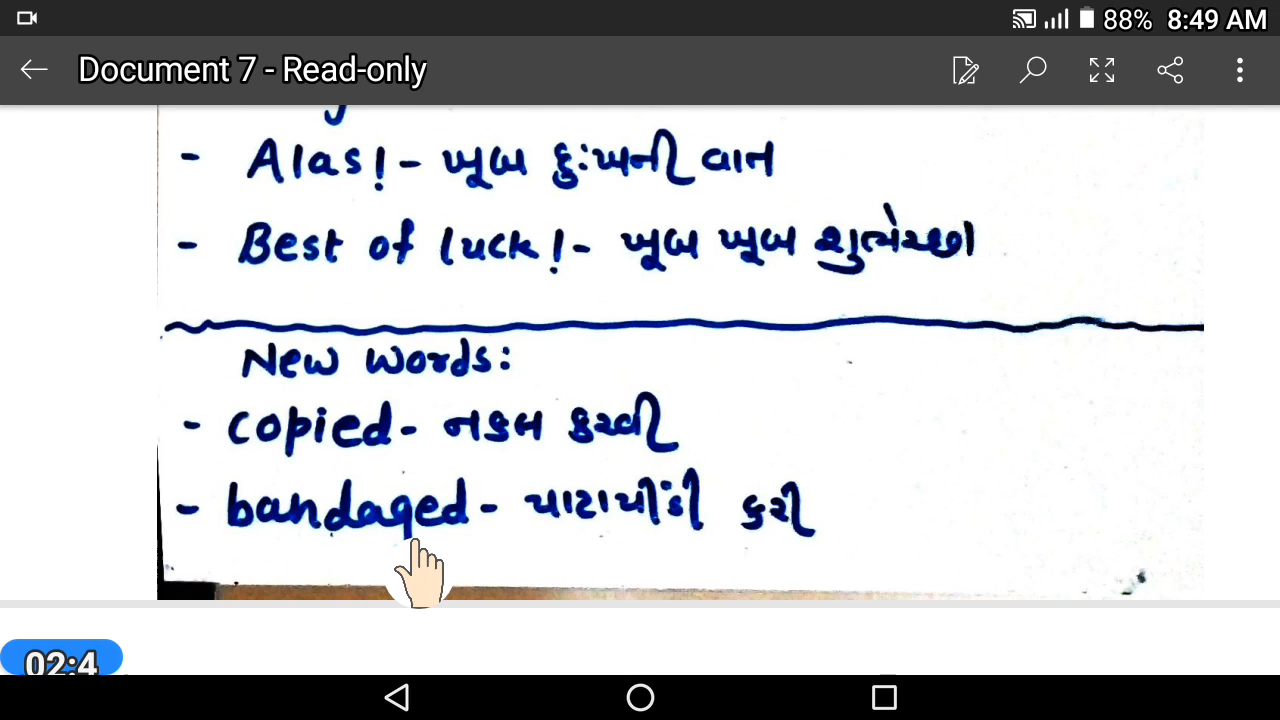 88% 8:49 AM
Document 7 - Read-only
- Alas! - ખૂબ દુઃખની વાત
- Best of luck! - ખૂબ ખૂબ શુભેચ્છા
New words:
- copied - નકલ કરવી
- bandaged - પાટાપીંડી કરી
02:4